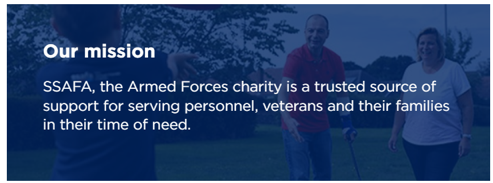 Our mission
SSAFA, the Armed Forces charity is a trusted source of
support for serving personnel, veterans and their families
in their time of need.